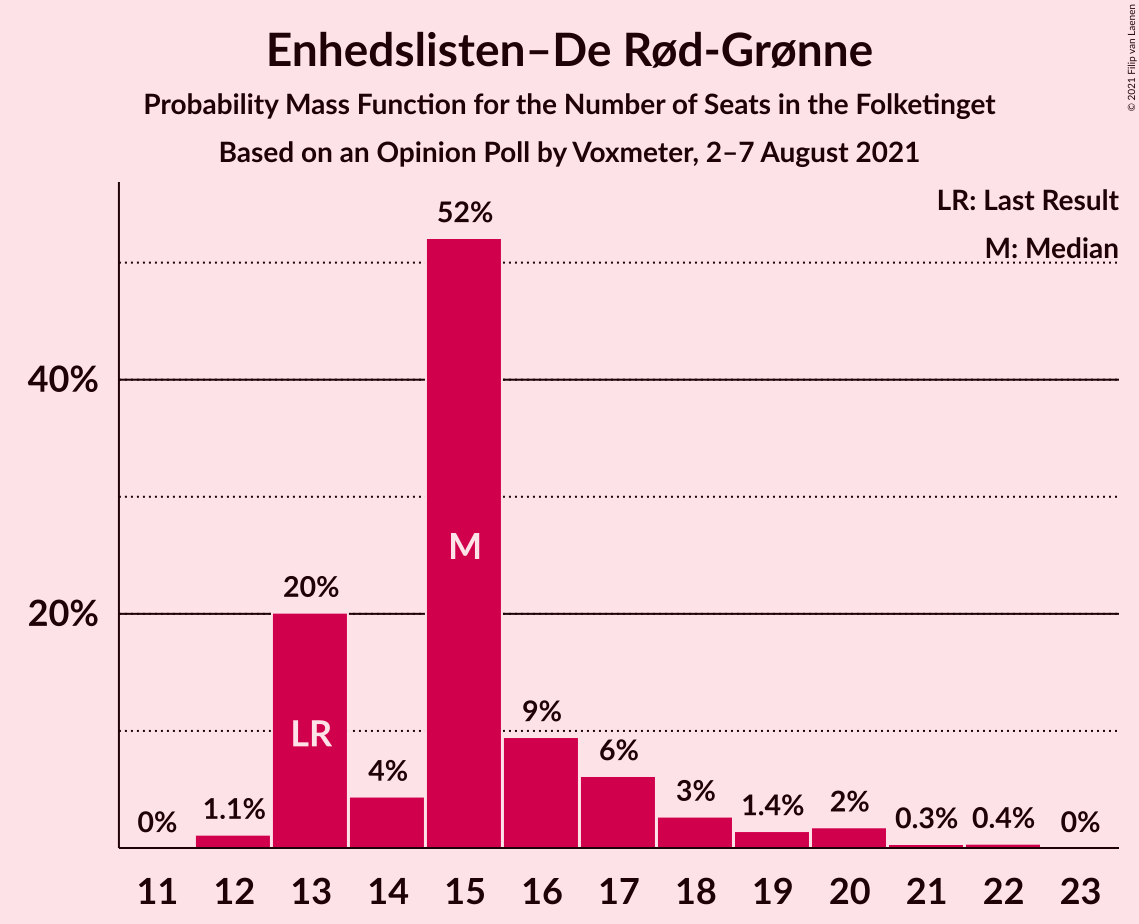 Enhedslisten–De Rød-Grønne
Probability Mass Function for the Number of Seats in the Folketinget
Based on an Opinion Poll by Voxmeter, 2–7 August 2021
© 2021 Filip van Laenen
LR: Last Result
M: Median
52%
40%
M
20%
20%
LR
9%
6%
4%
3%
2%
1.4%
1.1%
0.3%
0.4%
0%
0%
11 12 13 14 15 16 17 18 19 20 21 22 23